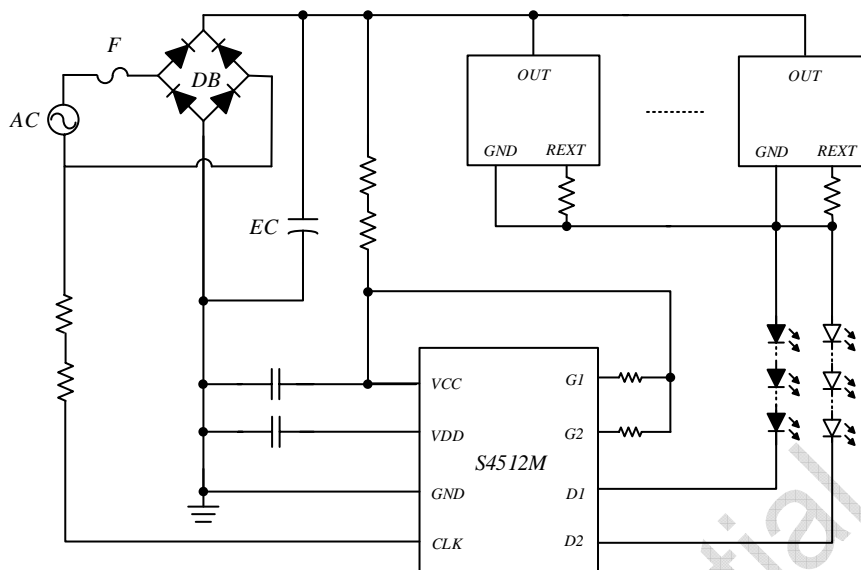 F
DB
AC
OUT
OUT
GND
REXT
GND
REXT
EC
VCC
G1
VDD
G2
S4512M
GND
D1
CLK
D2